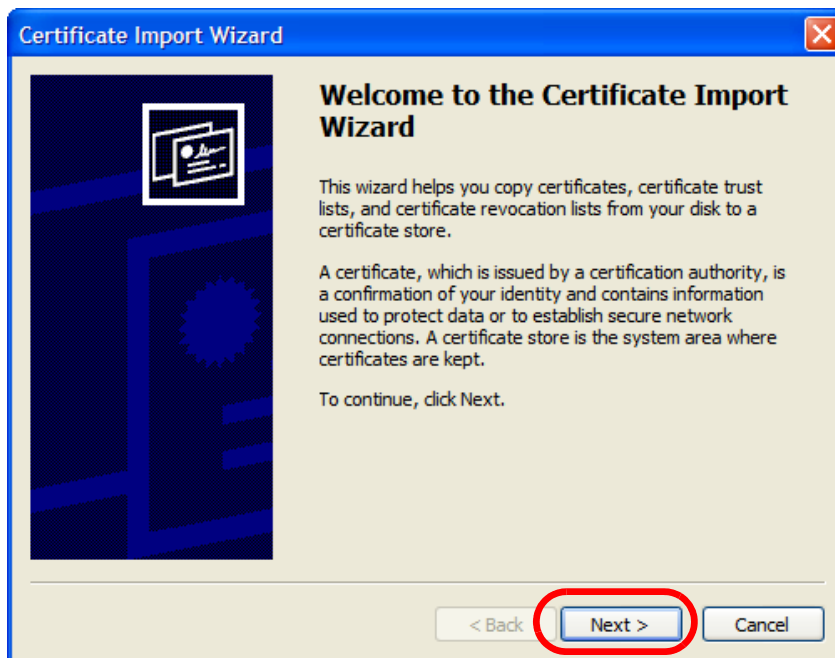 Certificate Import Wizard
Welcome to the Certificate Import
Wizard
This wizard helps you copy certificates, certificate trust
lists, and certificate revocation lists from your disk to a
certificate store.
A certificate, which is issued by a certification authority, is
a confirmation of your identity and contains information
used to protect data or to establish secure network
connections. A certificate store is the system area where
certificates are kept.
To continue, click Next.
< Back
Next >
Cancel